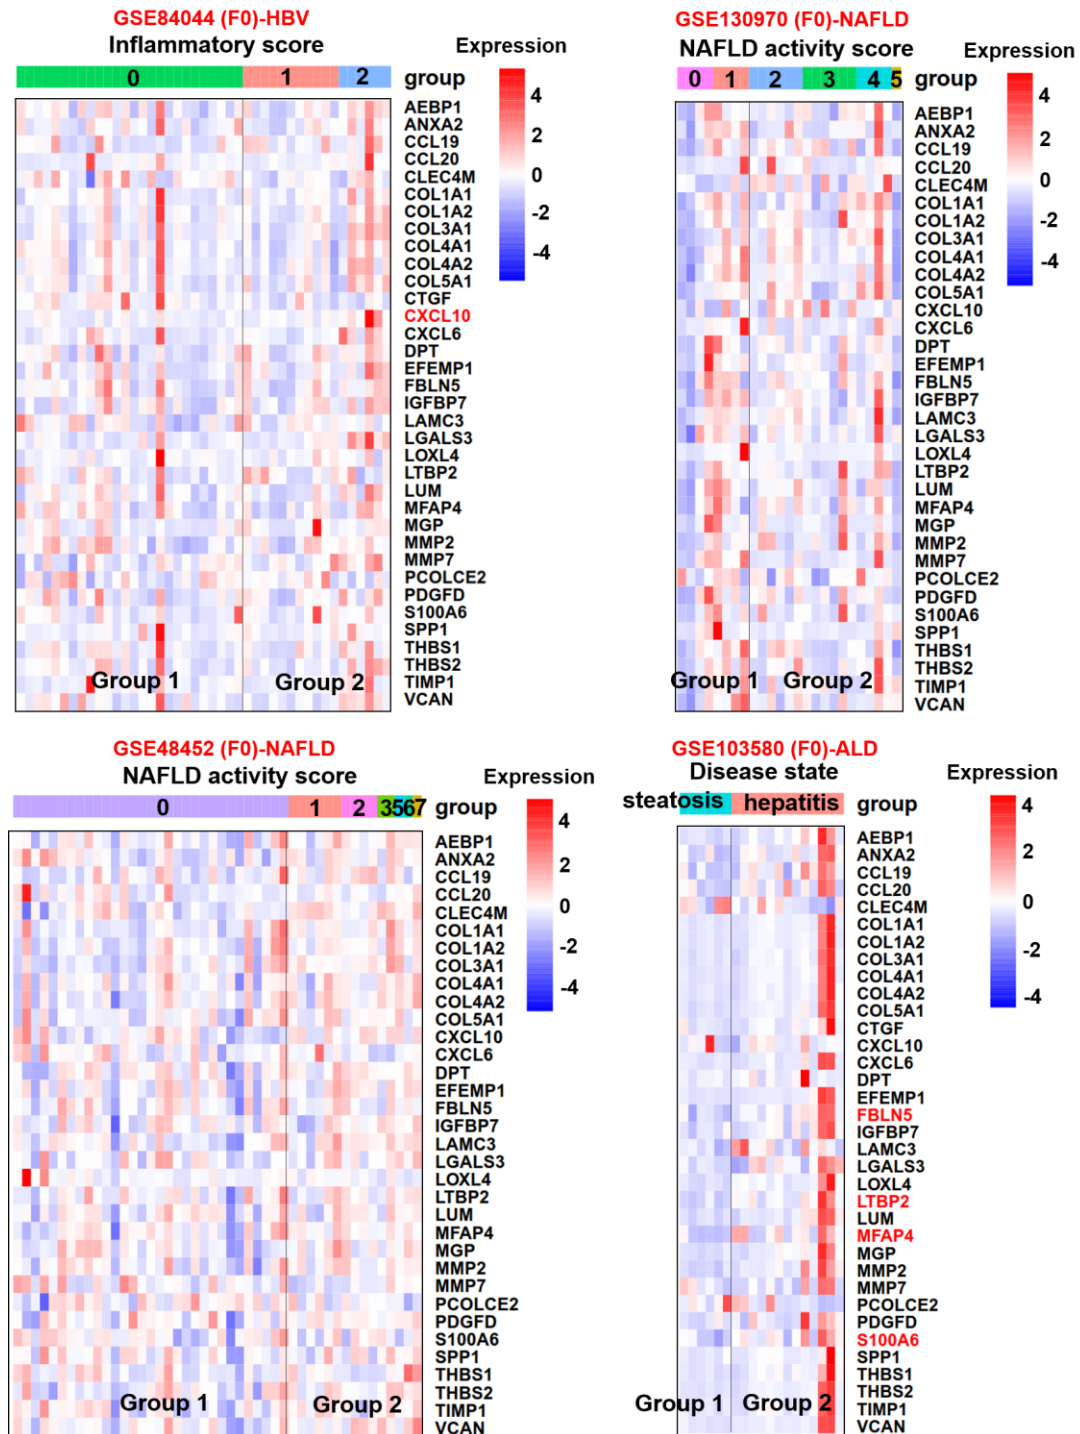 GSE84044 (F0)-HBV
Inflammatory score
Expression
0 1 2 group
4
2
0
-2
-4
AEBP1
ANXA2
CCL19
CCL20
CLEC4M
COL1A1
COL1A2
COL3A1
COL4A1
COL4A2
COL5A1
CTGF
CXCL10
CXCL6
DPT
EFEMP1
FBLN5
IGFBP7
LAMC3
LGALS3
LOXL4
LTBP2
LUM
MFAP4
MGP
MMP2
MMP7
PCOLCE2
PDGFD
S100A6
SPP1
THBS1
THBS2
TIMP1
VCAN
Group 1 Group 2
GSE130970 (F0)-NAFLD
NAFLD activity score
Expression
0 1 2 3 4 5 group
4
2
0
-2
-4
AEBP1
ANXA2
CCL19
CCL20
CLEC4M
COL1A1
COL1A2
COL3A1
COL4A1
COL4A2
COL5A1
CXCL10
CXCL6
DPT
EFEMP1
FBLN5
IGFBP7
LAMC3
LGALS3
LOXL4
LTBP2
LUM
MFAP4
MGP
MMP2
MMP7
PCOLCE2
PDGFD
S100A6
SPP1
THBS1
THBS2
TIMP1
VCAN
Group 1 Group 2
GSE48452 (F0)-NAFLD
NAFLD activity score
Expression
0 1 2 3567 group
4
2
0
-2
-4
AEBP1
ANXA2
CCL19
CCL20
CLEC4M
COL1A1
COL1A2
COL3A1
COL4A1
COL4A2
COL5A1
CXCL10
CXCL6
DPT
EFEMP1
FBLN5
IGFBP7
LAMC3
LGALS3
LOXL4
LTBP2
LUM
MFAP4
MGP
MMP2
MMP7
PCOLCE2
PDGFD
S100A6
SPP1
THBS1
THBS2
TIMP1
VCAN
Group 1 Group 2
GSE103580 (F0)-ALD
Disease state
Expression
steatosis hepatitis group
4
2
0
-2
-4
AEBP1
ANXA2
CCL19
CCL20
CLEC4M
COL1A1
COL1A2
COL3A1
COL4A1
COL4A2
COL5A1
CTGF
CXCL10
CXCL6
DPT
EFEMP1
FBLN5
IGFBP7
LAMC3
LGALS3
LOXL4
LTBP2
LUM
MFAP4
MGP
MMP2
MMP7
PCOLCE2
PDGFD
S100A6
SPP1
THBS1
THBS2
TIMP1
VCAN
Group 1 Group 2